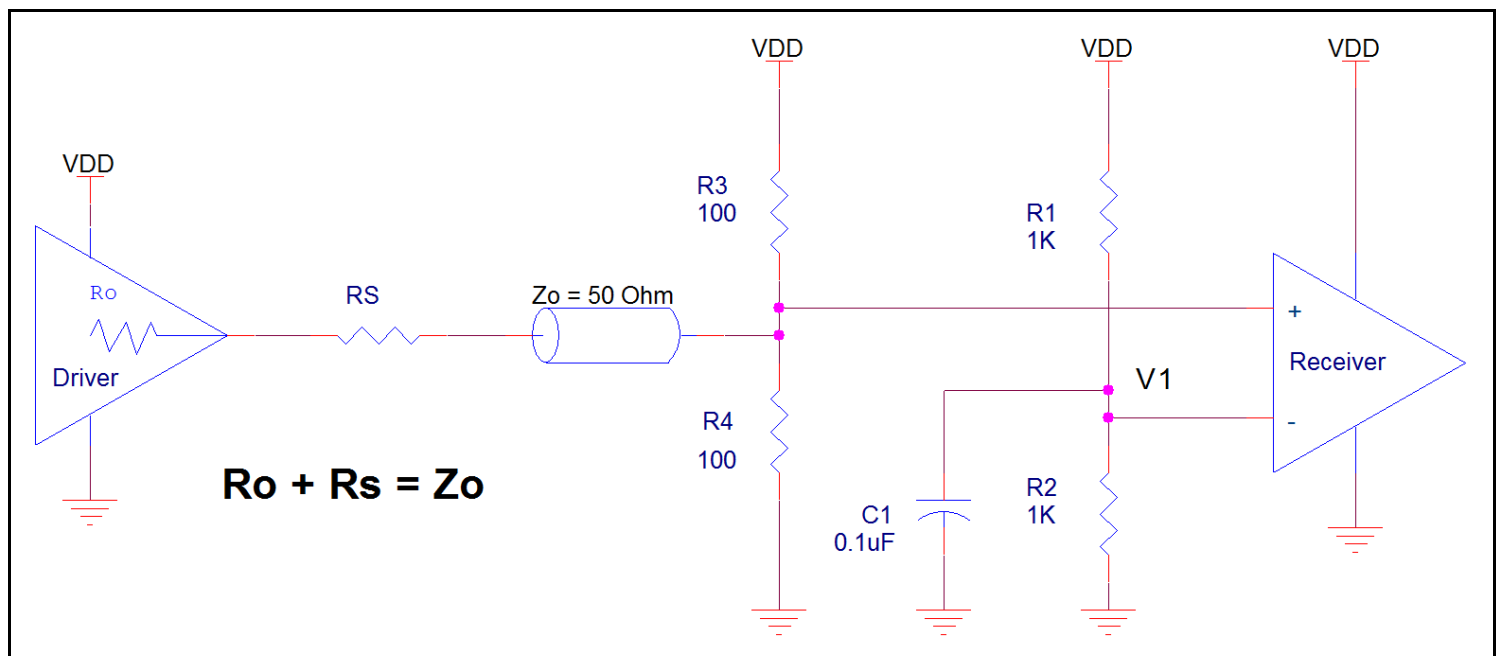 VDD
VDD
VDD
VDD
R3
100
R1
1K
Ro
RS
Zo = 50 Ohm
+
Driver
Receiver
V1
-
R4
100
Ro + Rs = Zo
R2
1K
C1
0.1uF